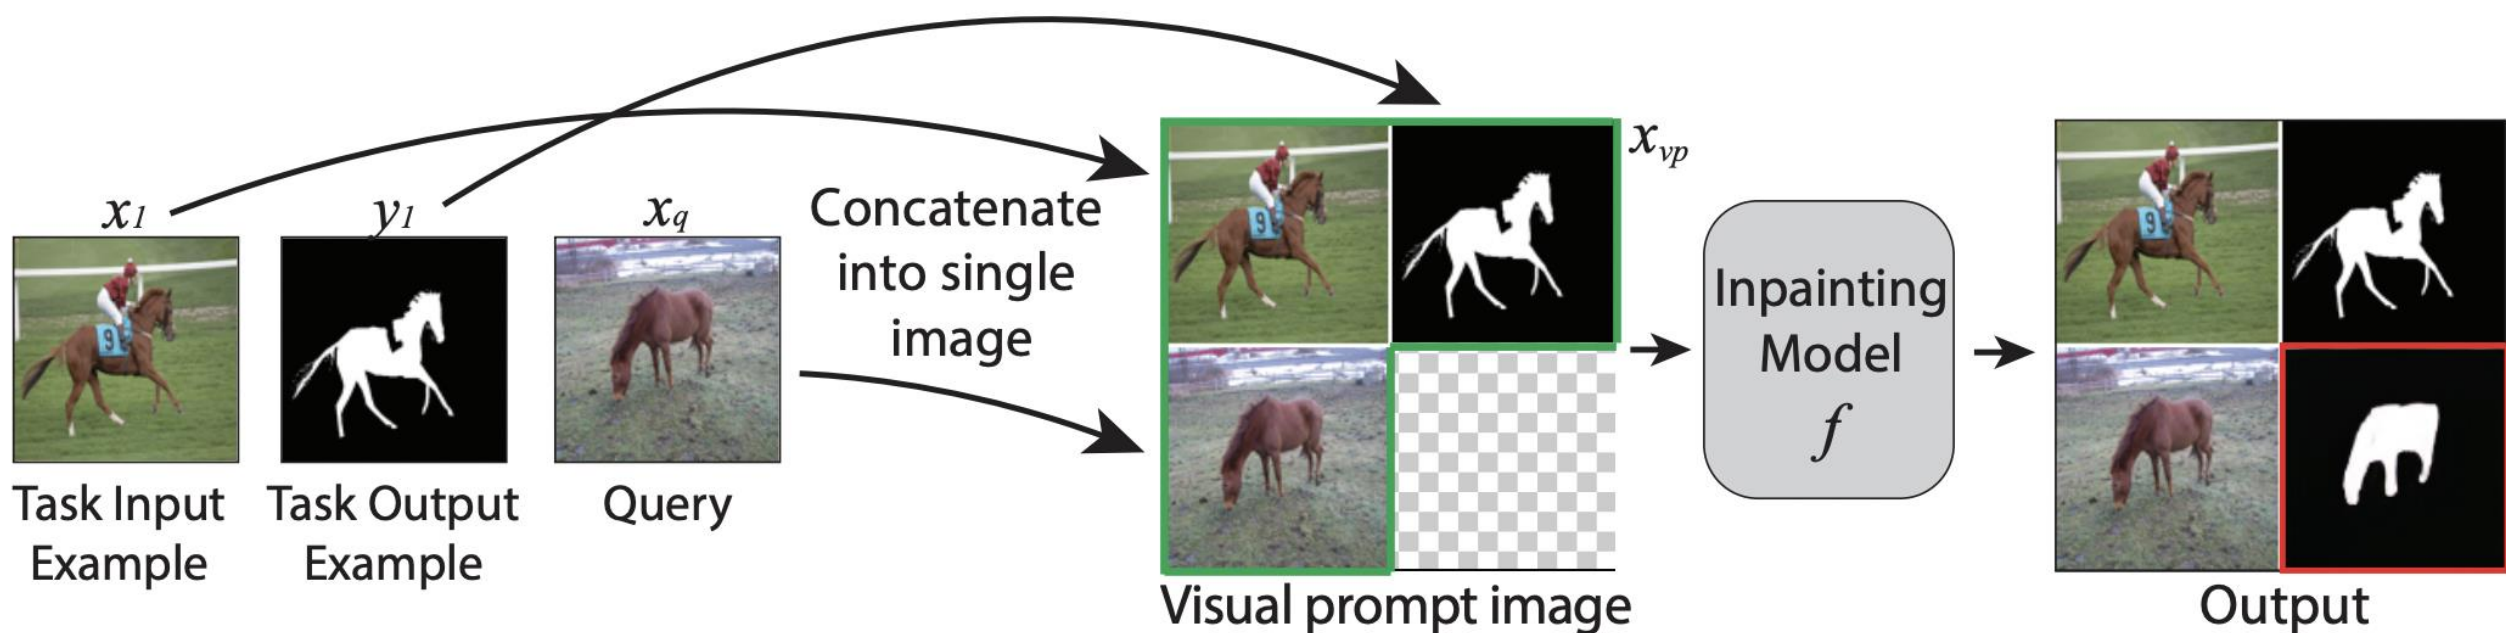 x1
y1
xq
Task Input
Example
Task Output
Example
Query
Concatenate
into single
image
9
9
xvp
Visual prompt image
Inpainting
Model
f
9
Output